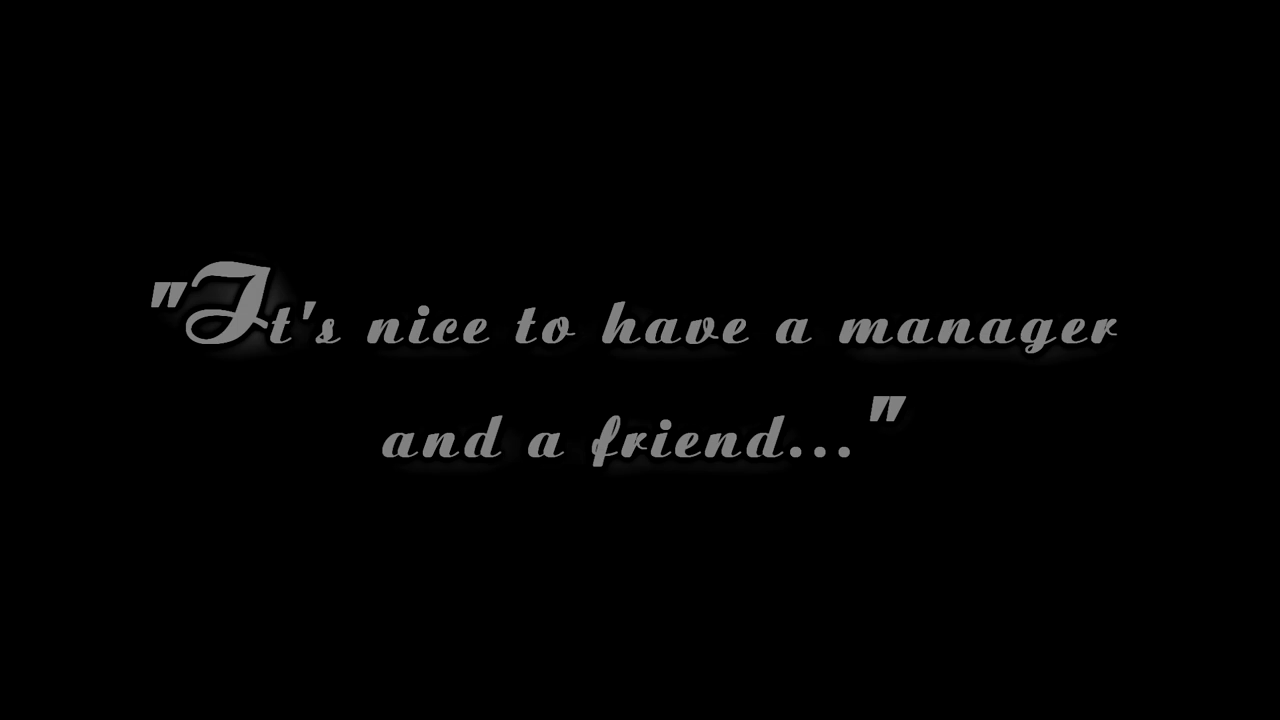 "It's nice to have a manager
and a friend..."